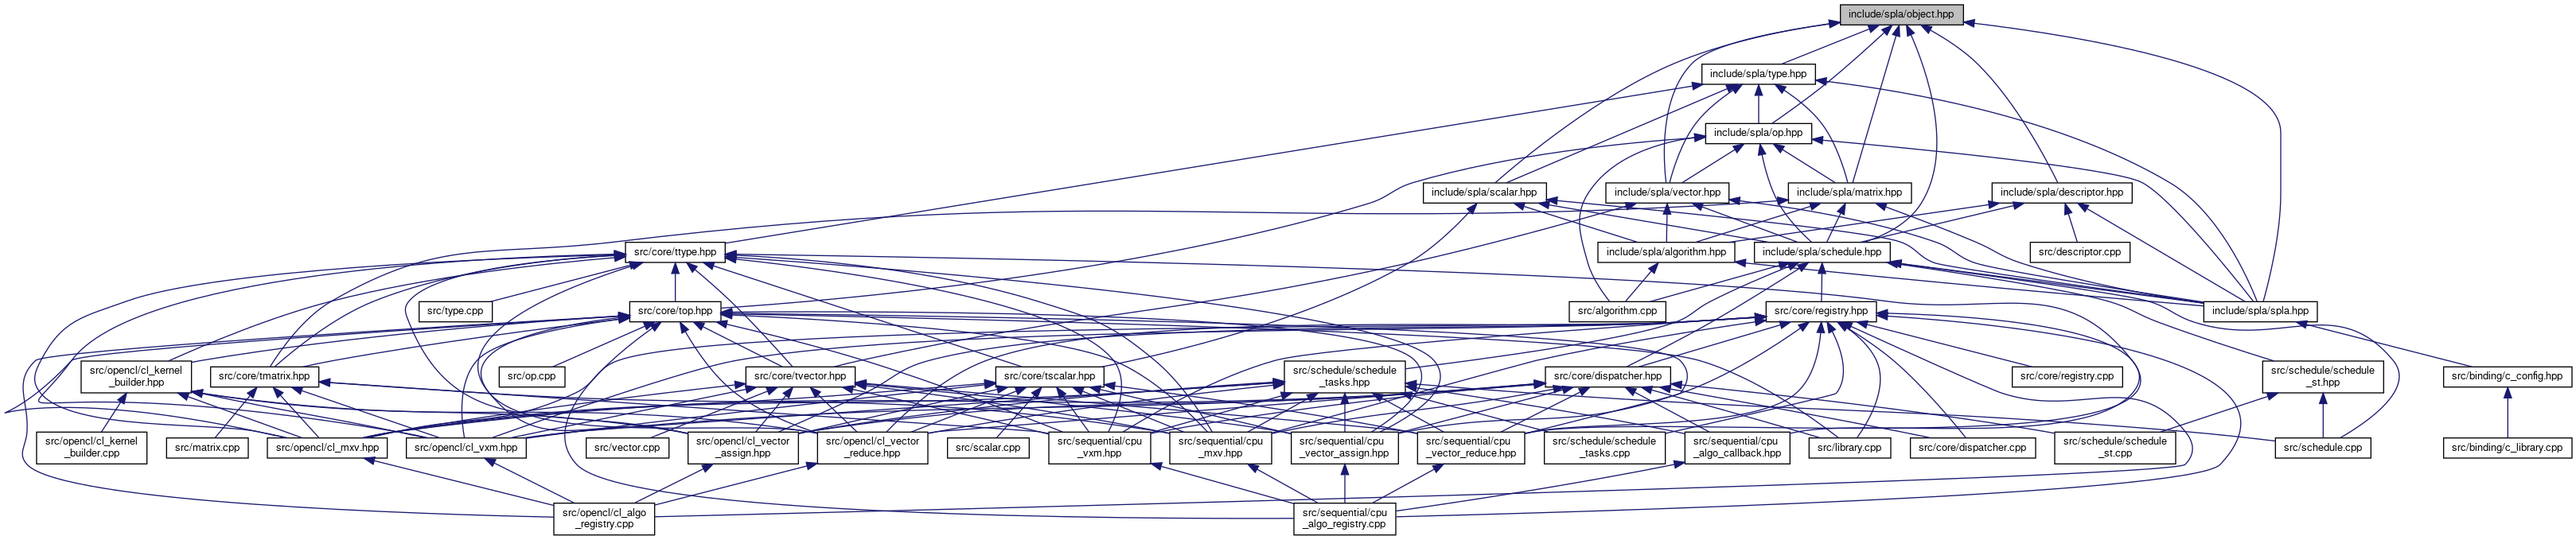 include/spla/object.hpp
include/spla/type.hpp
include/spla/op.hpp
include/spla/scalar.hpp
include/spla/vector.hpp
include/spla/matrix.hpp
include/spla/descriptor.hpp
src/core/ttype.hpp
include/spla/algorithm.hpp
include/spla/schedule.hpp
src/descriptor.cpp
src/type.cpp
src/core/top.hpp
src/algorithm.cpp
src/core/registry.hpp
include/spla/spla.hpp
src/opencl/cl_kernel
_builder.hpp
src/core/tmatrix.hpp
src/op.cpp
src/core/tvector.hpp
src/core/tscalar.hpp
src/schedule/schedule
_tasks.hpp
src/core/dispatcher.hpp
src/core/registry.cpp
src/schedule/schedule
_st.hpp
src/binding/c_config.hpp
src/opencl/cl_kernel
_builder.cpp
src/matrix.cpp
src/opencl/cl_mxv.hpp
src/opencl/cl_vxm.hpp
src/vector.cpp
src/opencl/cl_vector
_assign.hpp
src/opencl/cl_vector
_reduce.hpp
src/scalar.cpp
src/sequential/cpu
_vxm.hpp
src/sequential/cpu
_mxv.hpp
src/sequential/cpu
_vector_assign.hpp
src/sequential/cpu
_vector_reduce.hpp
src/schedule/schedule
_tasks.cpp
src/sequential/cpu
_algo_callback.hpp
src/library.cpp
src/core/dispatcher.cpp
src/schedule/schedule
_st.cpp
src/schedule.cpp
src/binding/c_library.cpp
src/opencl/cl_algo
_registry.cpp
src/sequential/cpu
_algo_registry.cpp